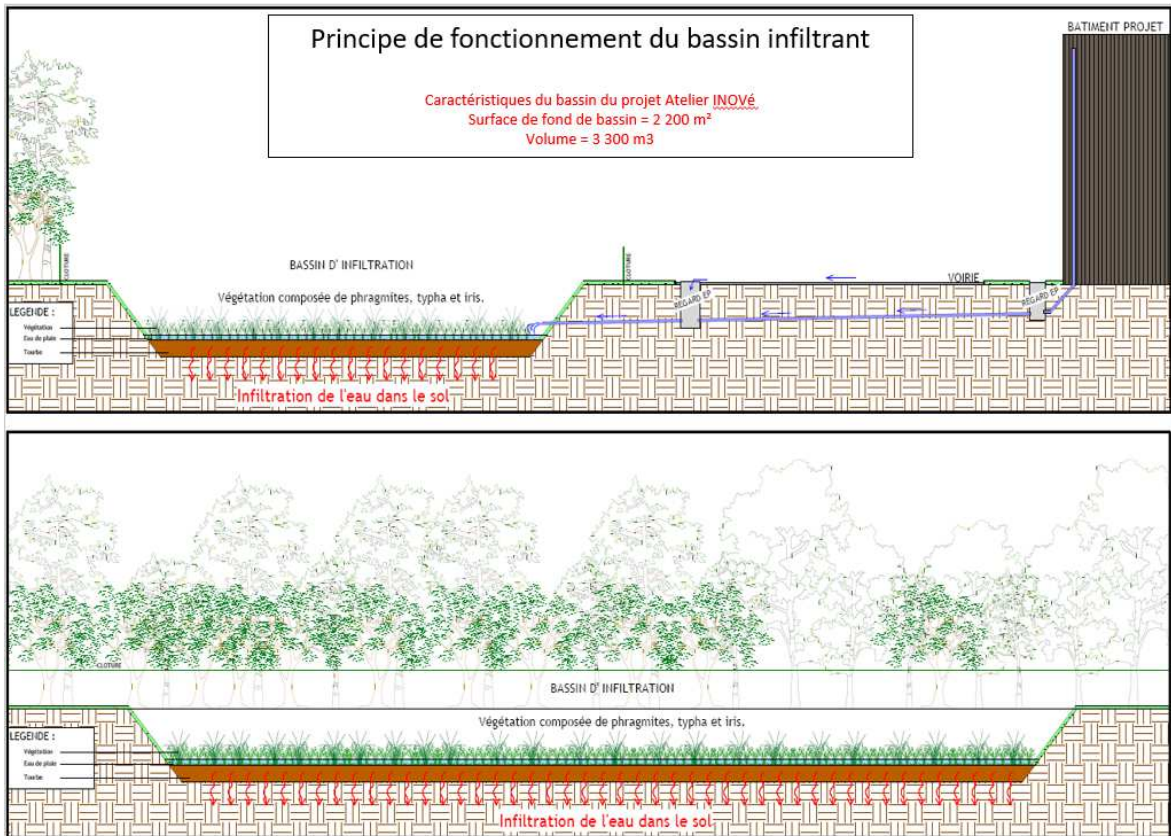 Principe de fonctionnement du bassin infiltrant
Caractéristiques du bassin du projet Atelier INOVé
Surface de fond de bassin = 2 200 m²
Volume = 3 300 m3
BATIMENT PROJET
CLOTURE
BASSIN D' INFILTRATION
CLOTURE
VOIRIE
Végétation composée de phragmites, typha et iris.
REGARD EP
REGARD EP
LEGENDE :
Végétation
Eau de pluie
Tourbe
Infiltration de l'eau dans le sol
CLOTURE
BASSIN D' INFILTRATION
Végétation composée de phragmites, typha et iris.
LEGENDE :
Végétation
Eau de pluie
Tourbe
Infiltration de l'eau dans le sol